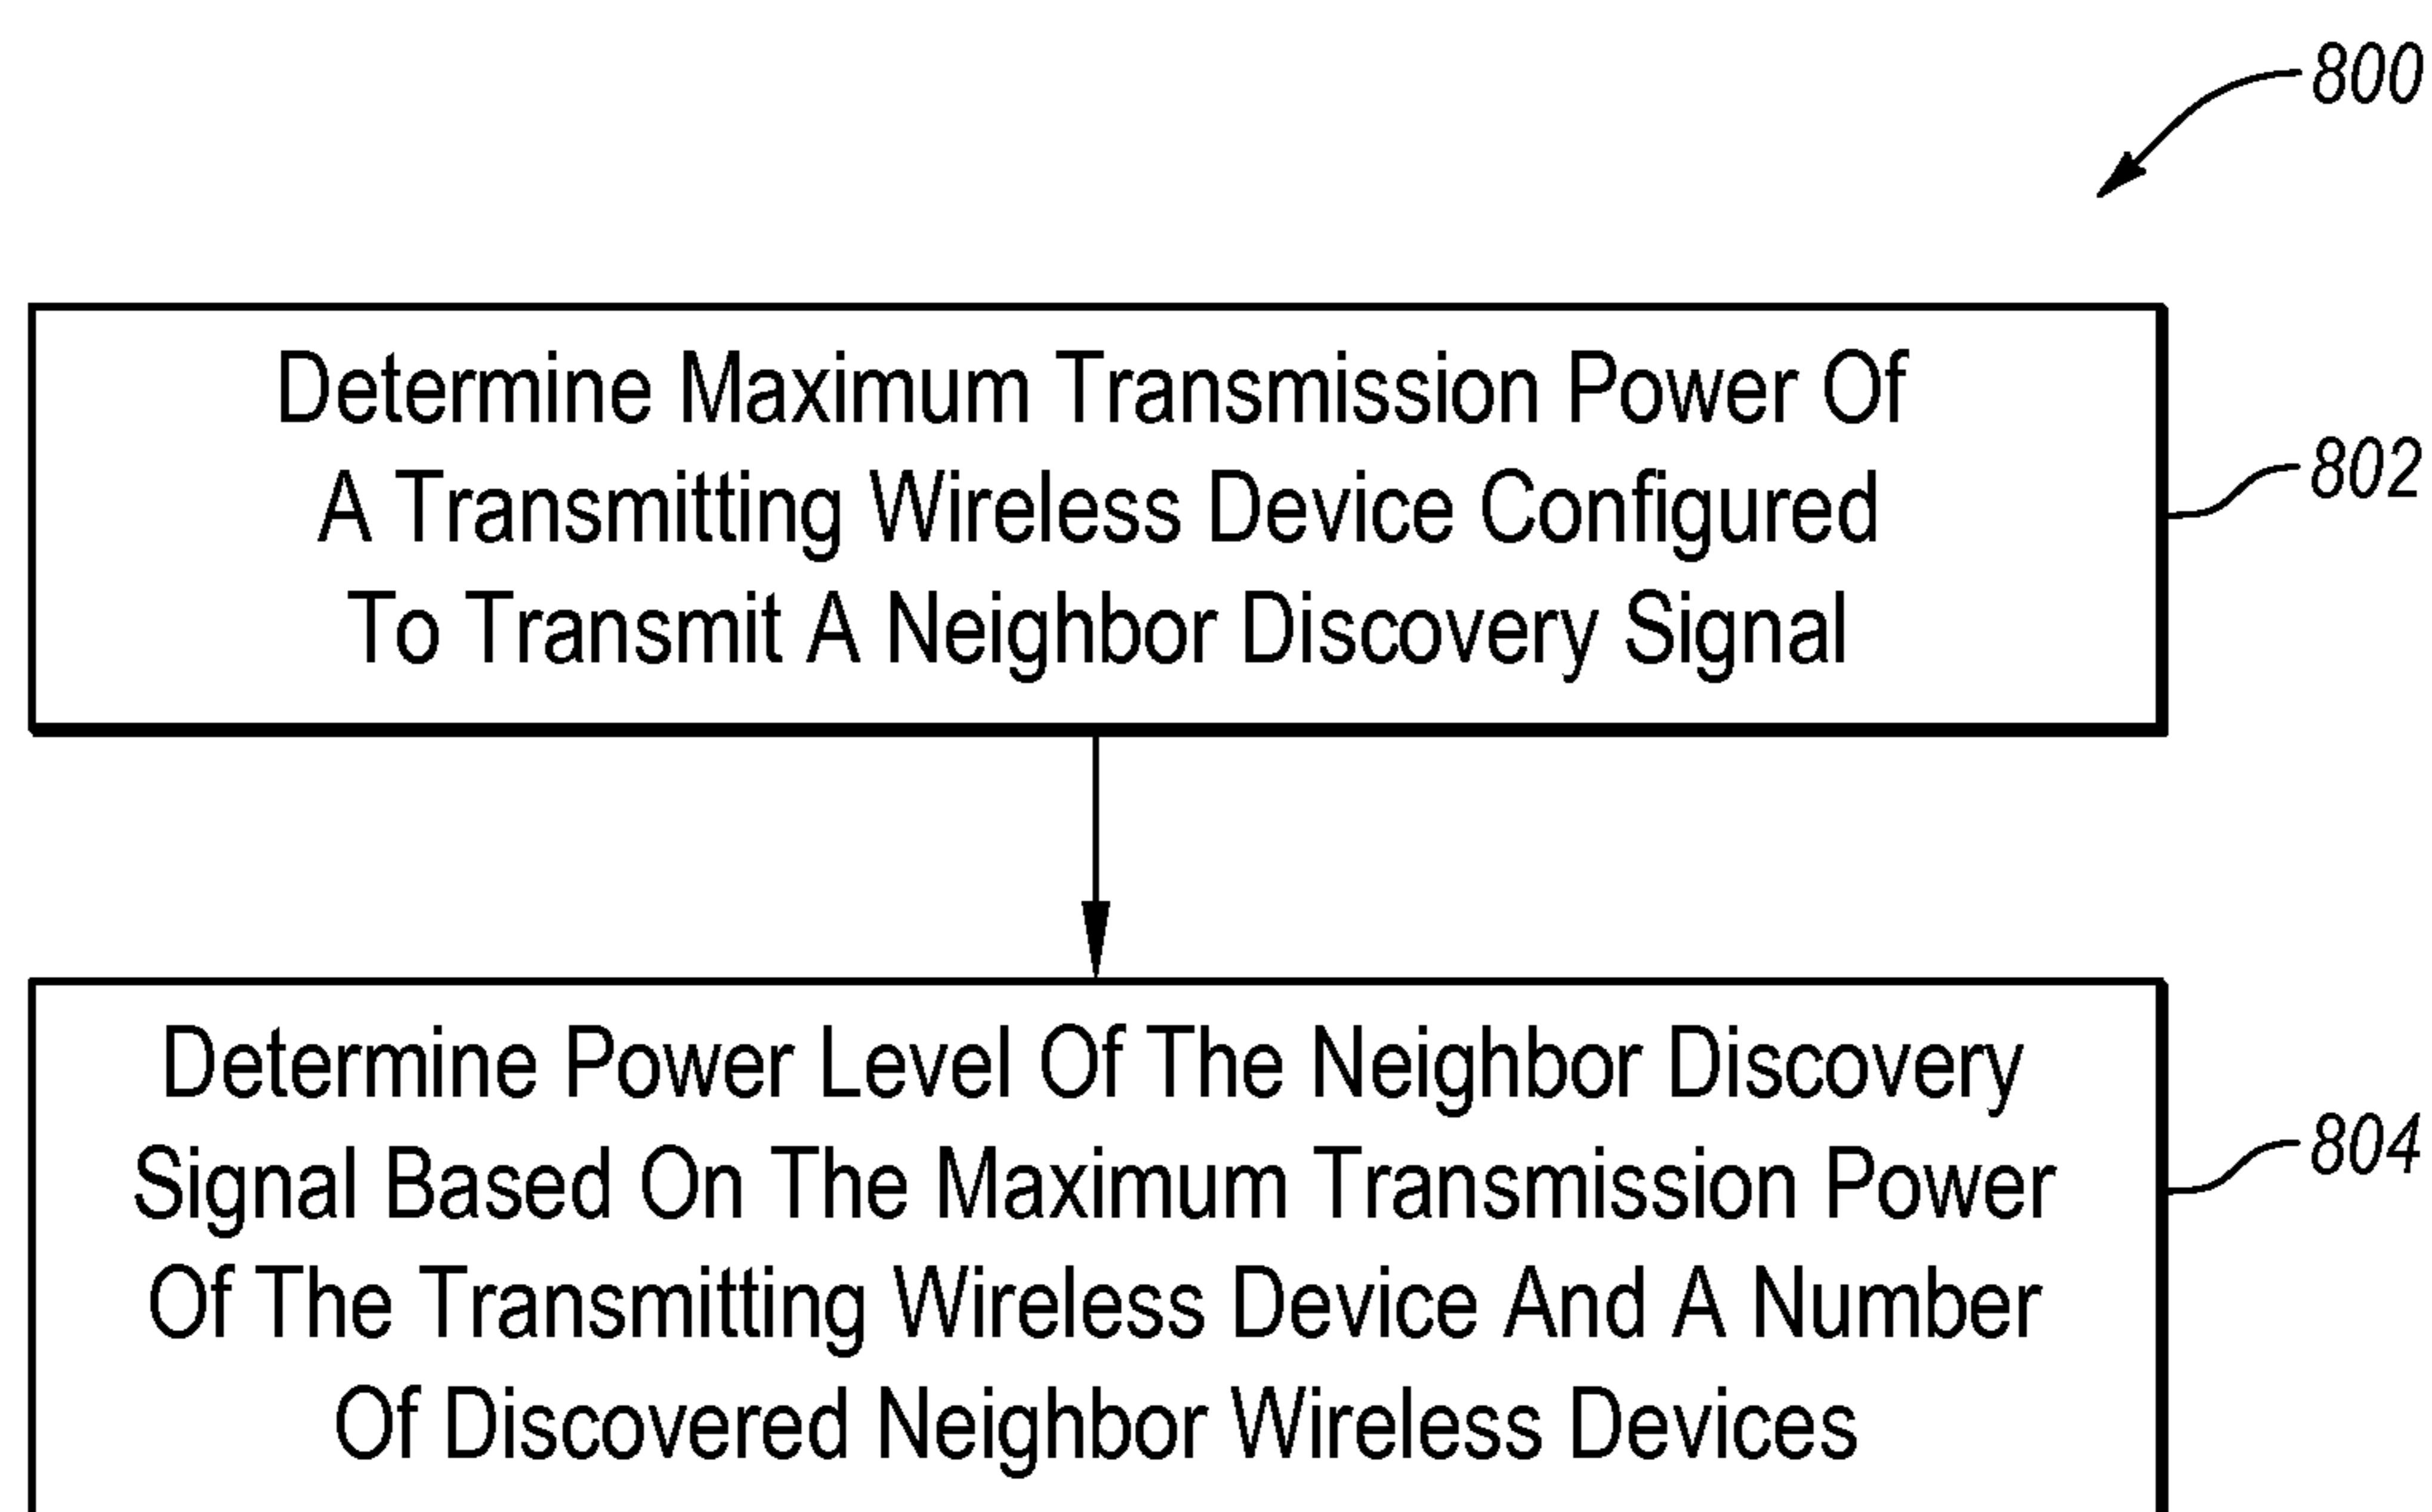 800
Determine Maximum Transmission Power Of
A Transmitting Wireless Device Configured
To Transmit A Neighbor Discovery Signal
802
Determine Power Level Of The Neighbor Discovery
Signal Based On The Maximum Transmission Power
Of The Transmitting Wireless Device And A Number
Of Discovered Neighbor Wireless Devices
804